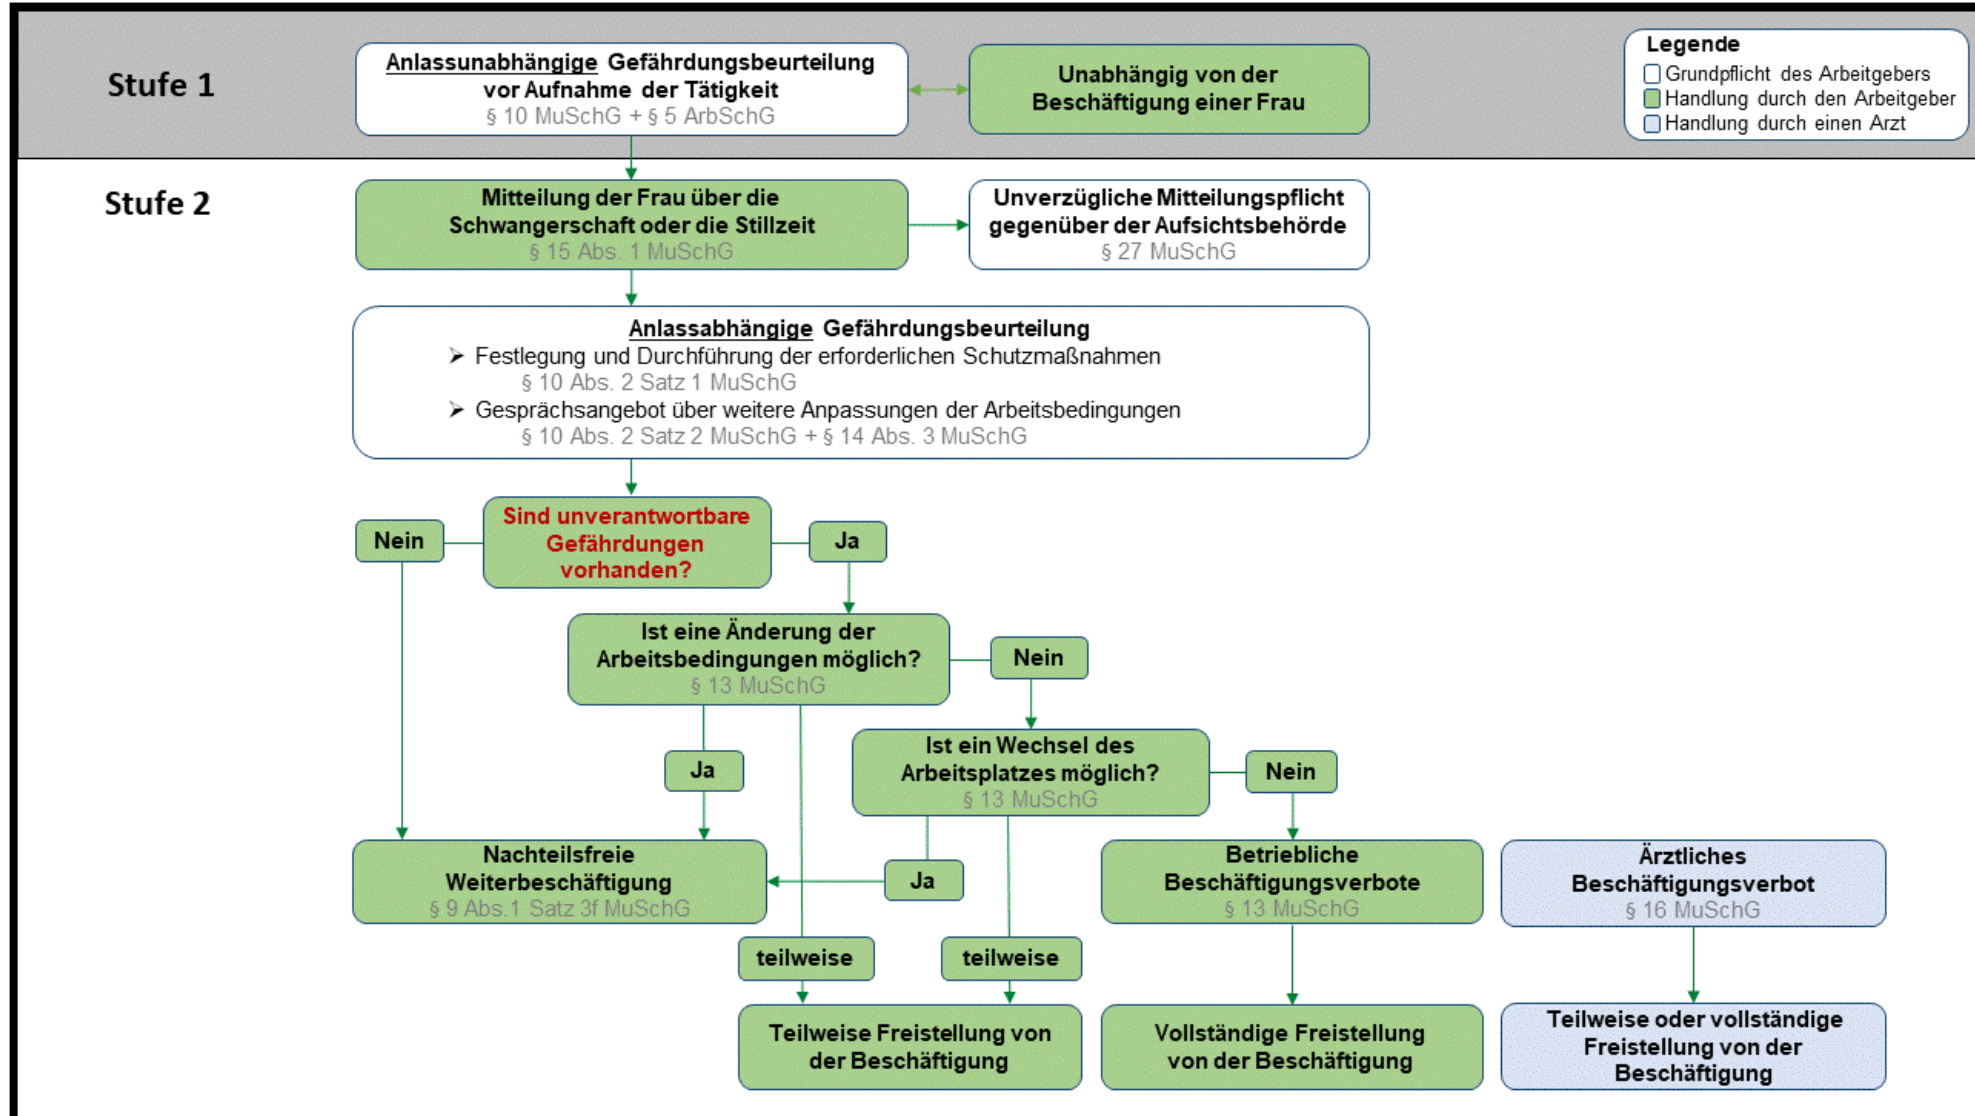 Stufe 1
Anlassunabhängige Gefährdungsbeurteilung
vor Aufnahme der Tätigkeit
§ 10 MuSchG + § 5 ArbSchG
Unabhängig von der
Beschäftigung einer Frau
Legende
Grundpflicht des Arbeitgebers
Handlung durch den Arbeitgeber
Handlung durch einen Arzt
Stufe 2
Mitteilung der Frau über die
Schwangerschaft oder die Stillzeit
§ 15 Abs. 1 MuSchG
Unverzügliche Mitteilungspflicht
gegenüber der Aufsichtsbehörde
§ 27 MuSchG
Anlassabhängige Gefährdungsbeurteilung
➢ Festlegung und Durchführung der erforderlichen Schutzmaßnahmen
§ 10 Abs. 2 Satz 1 MuSchG
➢ Gesprächsangebot über weitere Anpassungen der Arbeitsbedingungen
§ 10 Abs. 2 Satz 2 MuSchG + § 14 Abs. 3 MuSchG
Nein
Sind unverantwortbare
Gefährdungen
vorhanden?
Ja
Ist eine Änderung der
Arbeitsbedingungen möglich?
§ 13 MuSchG
Nein
Ja
Ist ein Wechsel des
Arbeitsplatzes möglich?
§ 13 MuSchG
Nein
Nachteilsfreie
Weiterbeschäftigung
§ 9 Abs.1 Satz 3f MuSchG
Ja
Betriebliche
Beschäftigungsverbote
§ 13 MuSchG
Ärztliches
Beschäftigungsverbot
§ 16 MuSchG
teilweise
teilweise
Teilweise Freistellung von
der Beschäftigung
Vollständige Freistellung
von der Beschäftigung
Teilweise oder vollständige
Freistellung von der
Beschäftigung